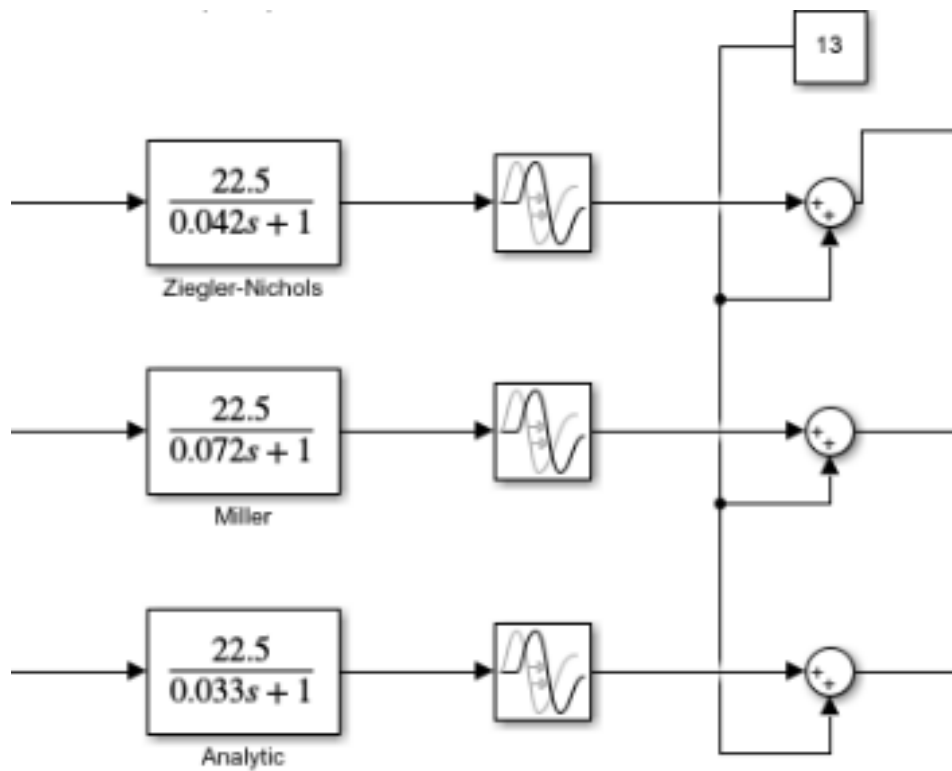 13
22.5
0.042s + 1
Ziegler-Nichols
+
+
22.5
0.072s + 1
Miller
+
+
22.5
0.033s + 1
Analytic
+
+